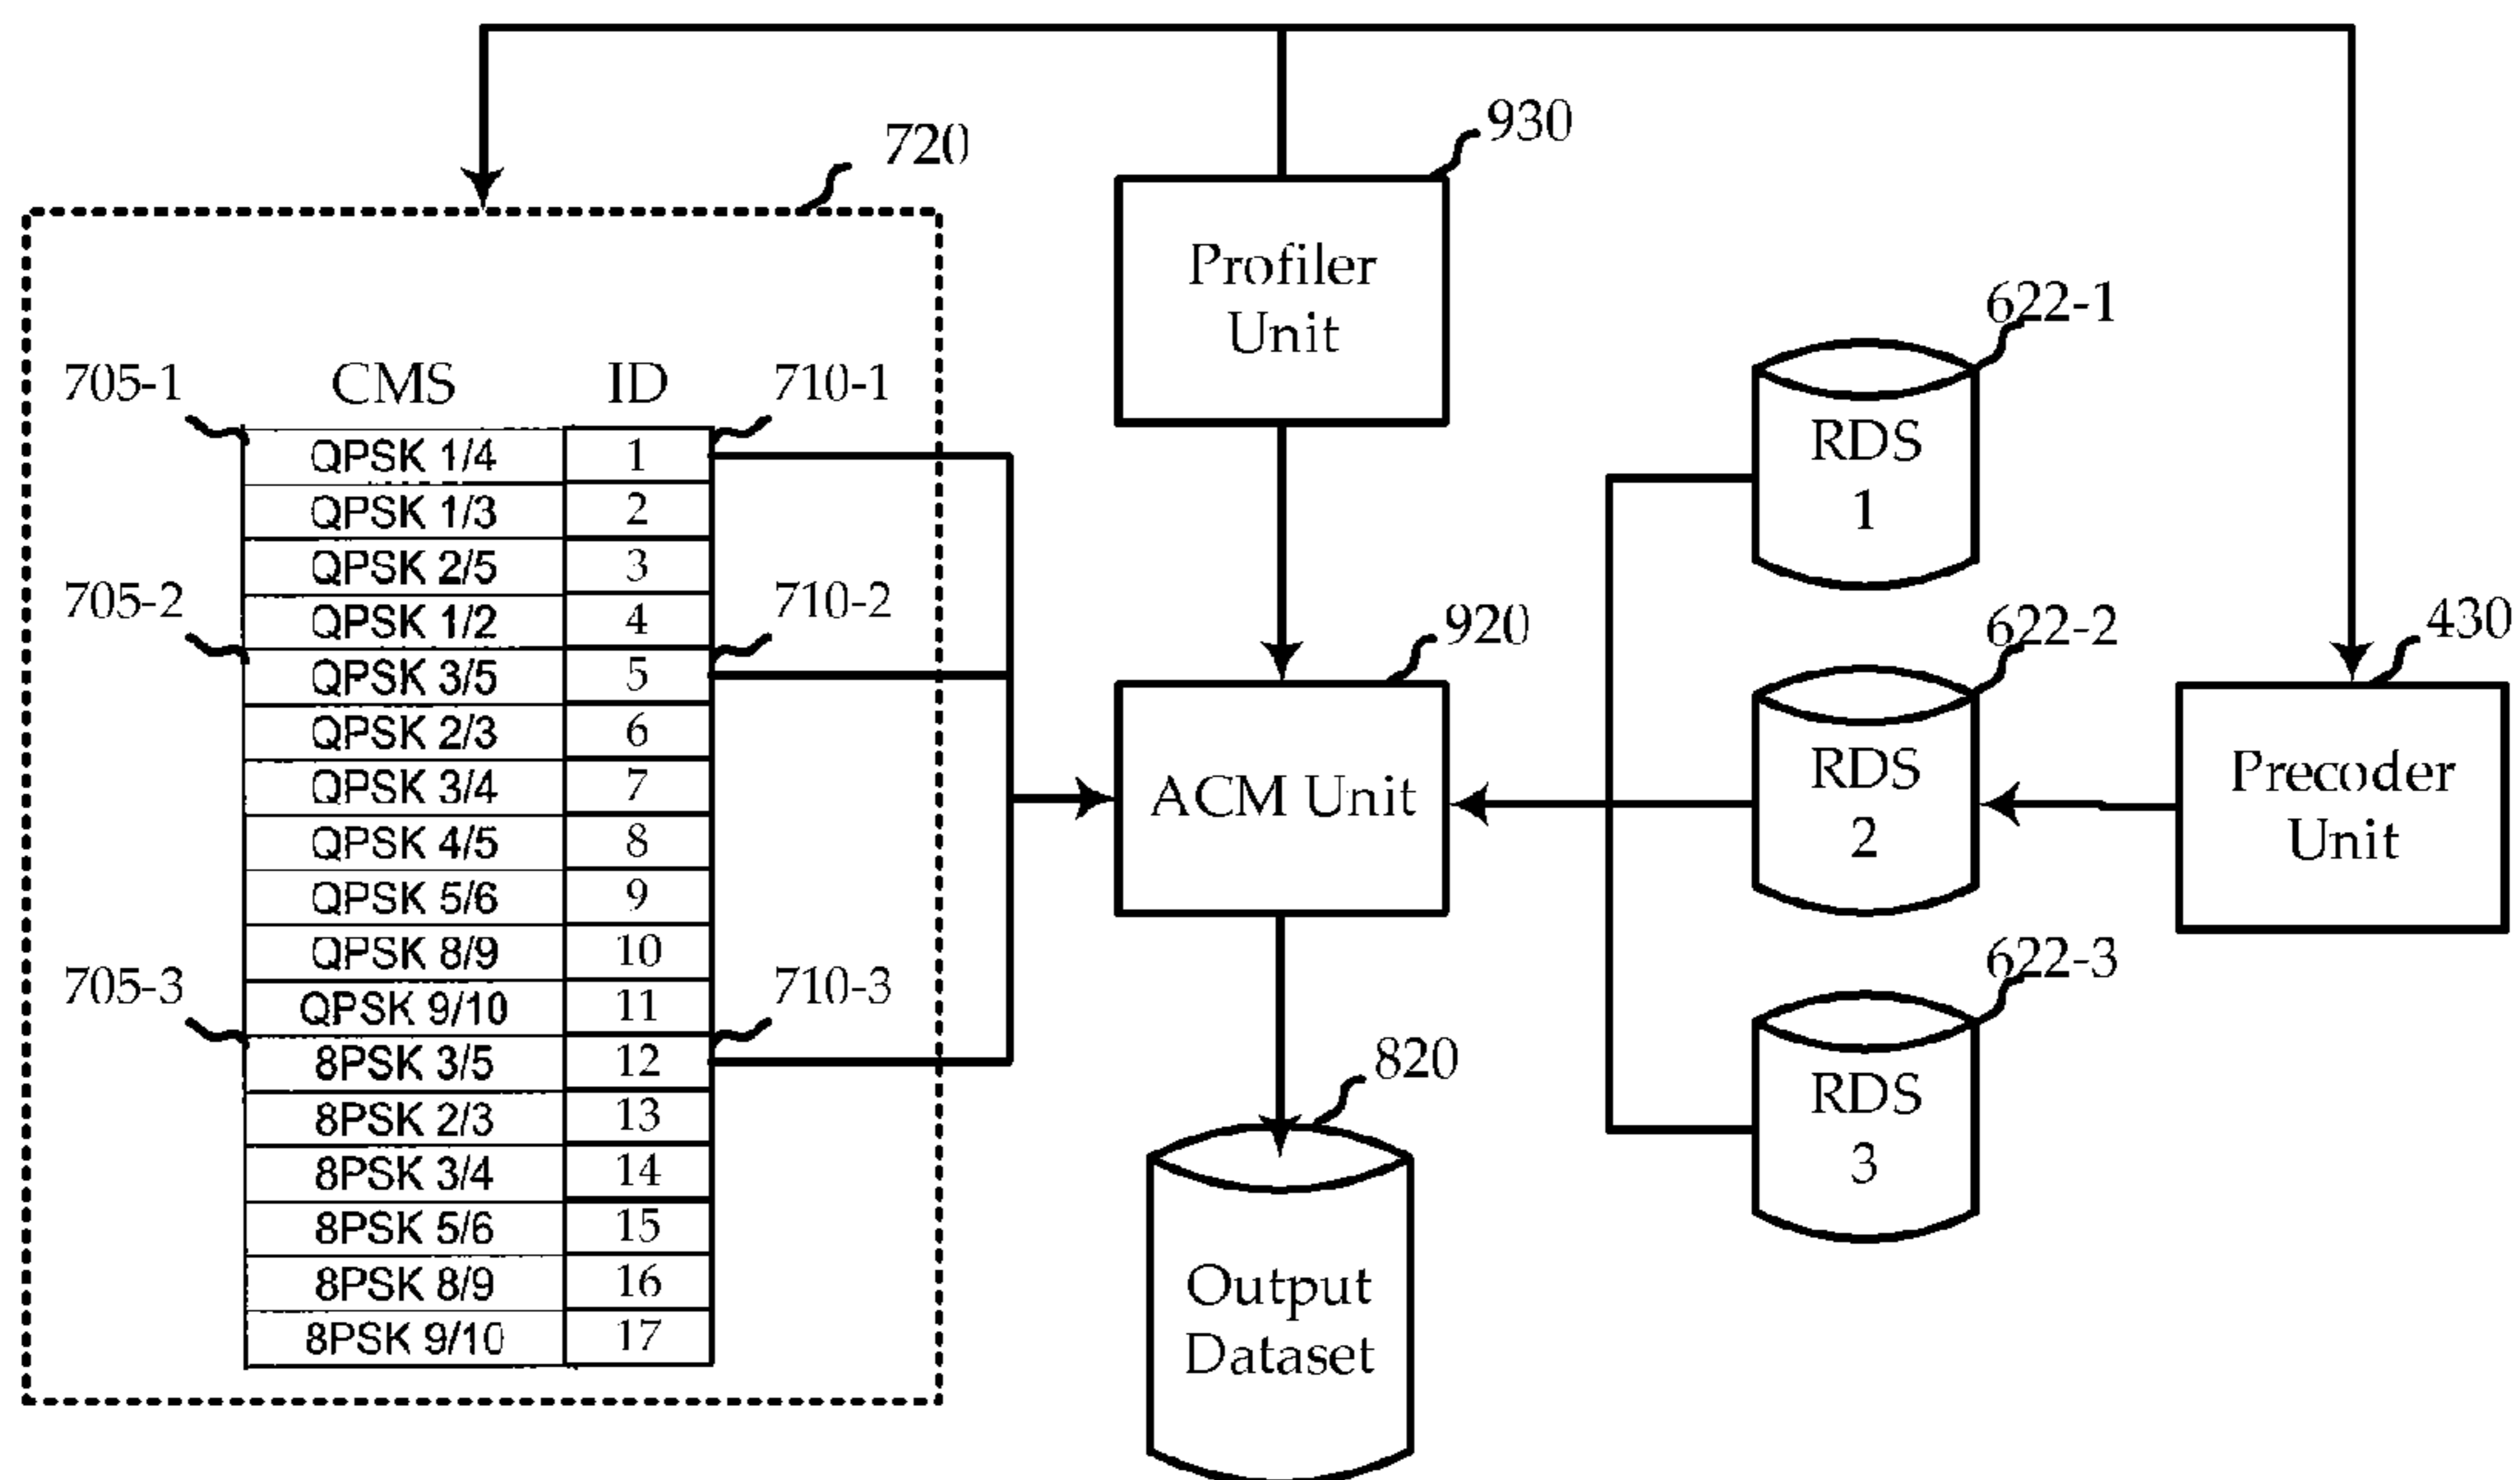 720
930
Profiler
Unit
622-1
705-1
CMS
ID
710-1
QPSK 1/4 1
QPSK 1/3 2
QPSK 2/5 3
705-2
710-2
QPSK 1/2 4
QPSK 3/5 5
QPSK 2/3 6
QPSK 3/4 7
QPSK 4/5 8
QPSK 5/6 9
QPSK 8/9 10
705-3
710-3
QPSK 9/10 11
8PSK 3/5 12
8PSK 2/3 13
8PSK 3/4 14
8PSK 5/6 15
8PSK 8/9 16
8PSK 9/10 17
920
ACM Unit
820
Output
Dataset
RDS
1
622-2
RDS
2
622-3
RDS
3
430
Precoder
Unit